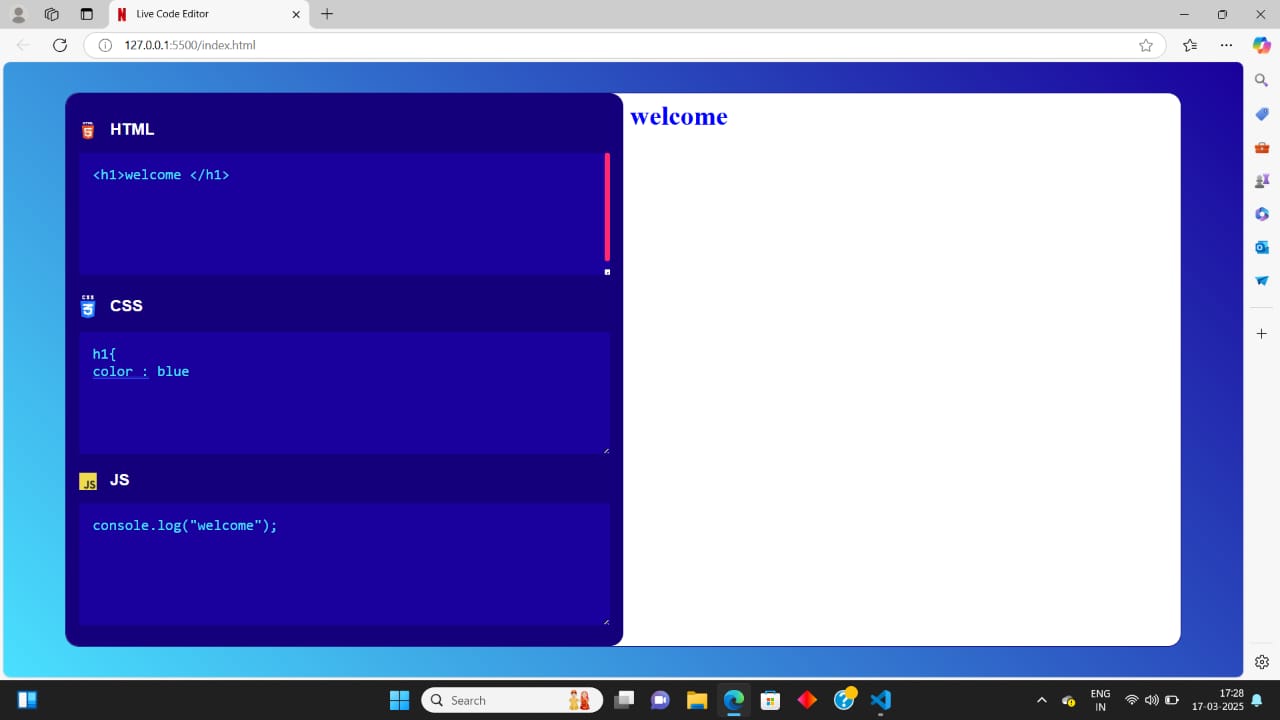 Live Code Editor
127.0.0.1:5500/index.html
HTML
<h1>welcome </h1>
CSS
h1{
color : blue
JS
console.log("welcome");
welcome
Search
ENG
IN
17:28
17-03-2025